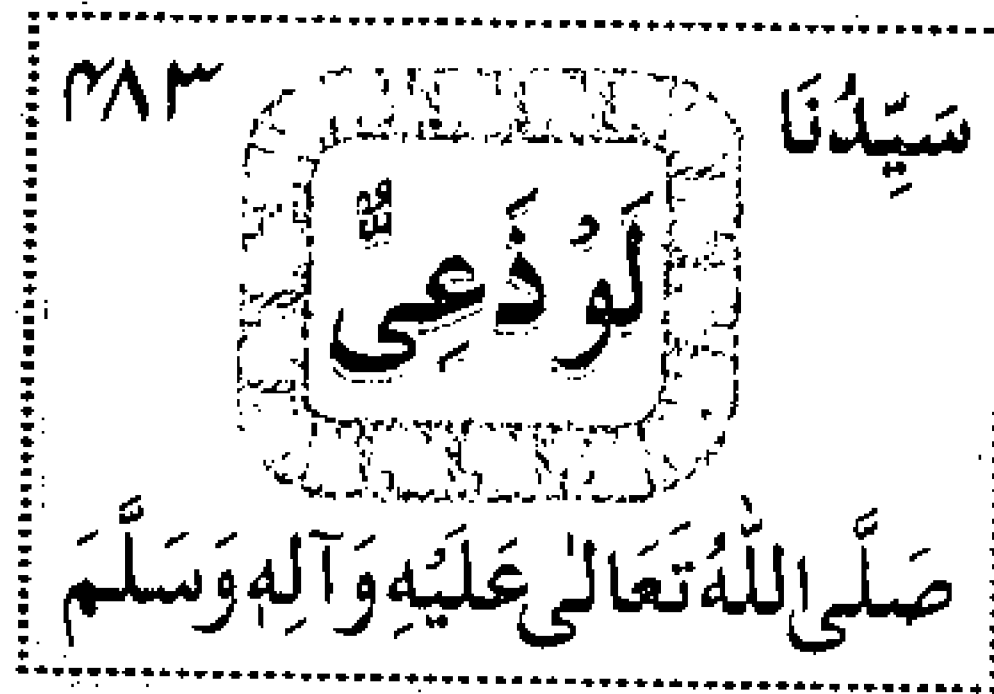 سَيِّدُنَا ۴۸۳
لَوْذَعِیٌّ ﷺ
صَلَّى اللّٰهُ تَعَالٰى عَلَيْهِ وَآلِهٖ وَسَلَّمَ